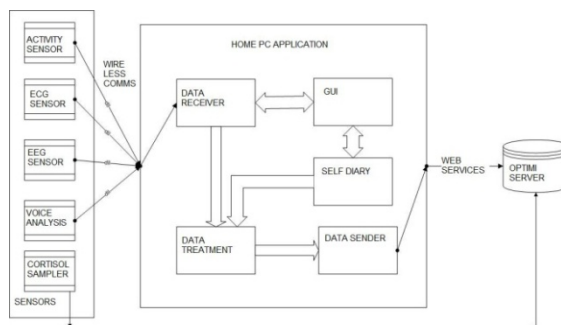 ACTIVITY
SENSOR
ECG
SENSOR
EEG
SENSOR
VOICE
ANALYSIS
CORTISOL
SAMPLER
SENSORS
WIRE
LESS
COMMS
HOME PC APPLICATION
DATA
RECEIVER
GUI
SELF DIARY
DATA
TREATMENT
DATA SENDER
WEB
SERVICES
OPTIMI
SERVER